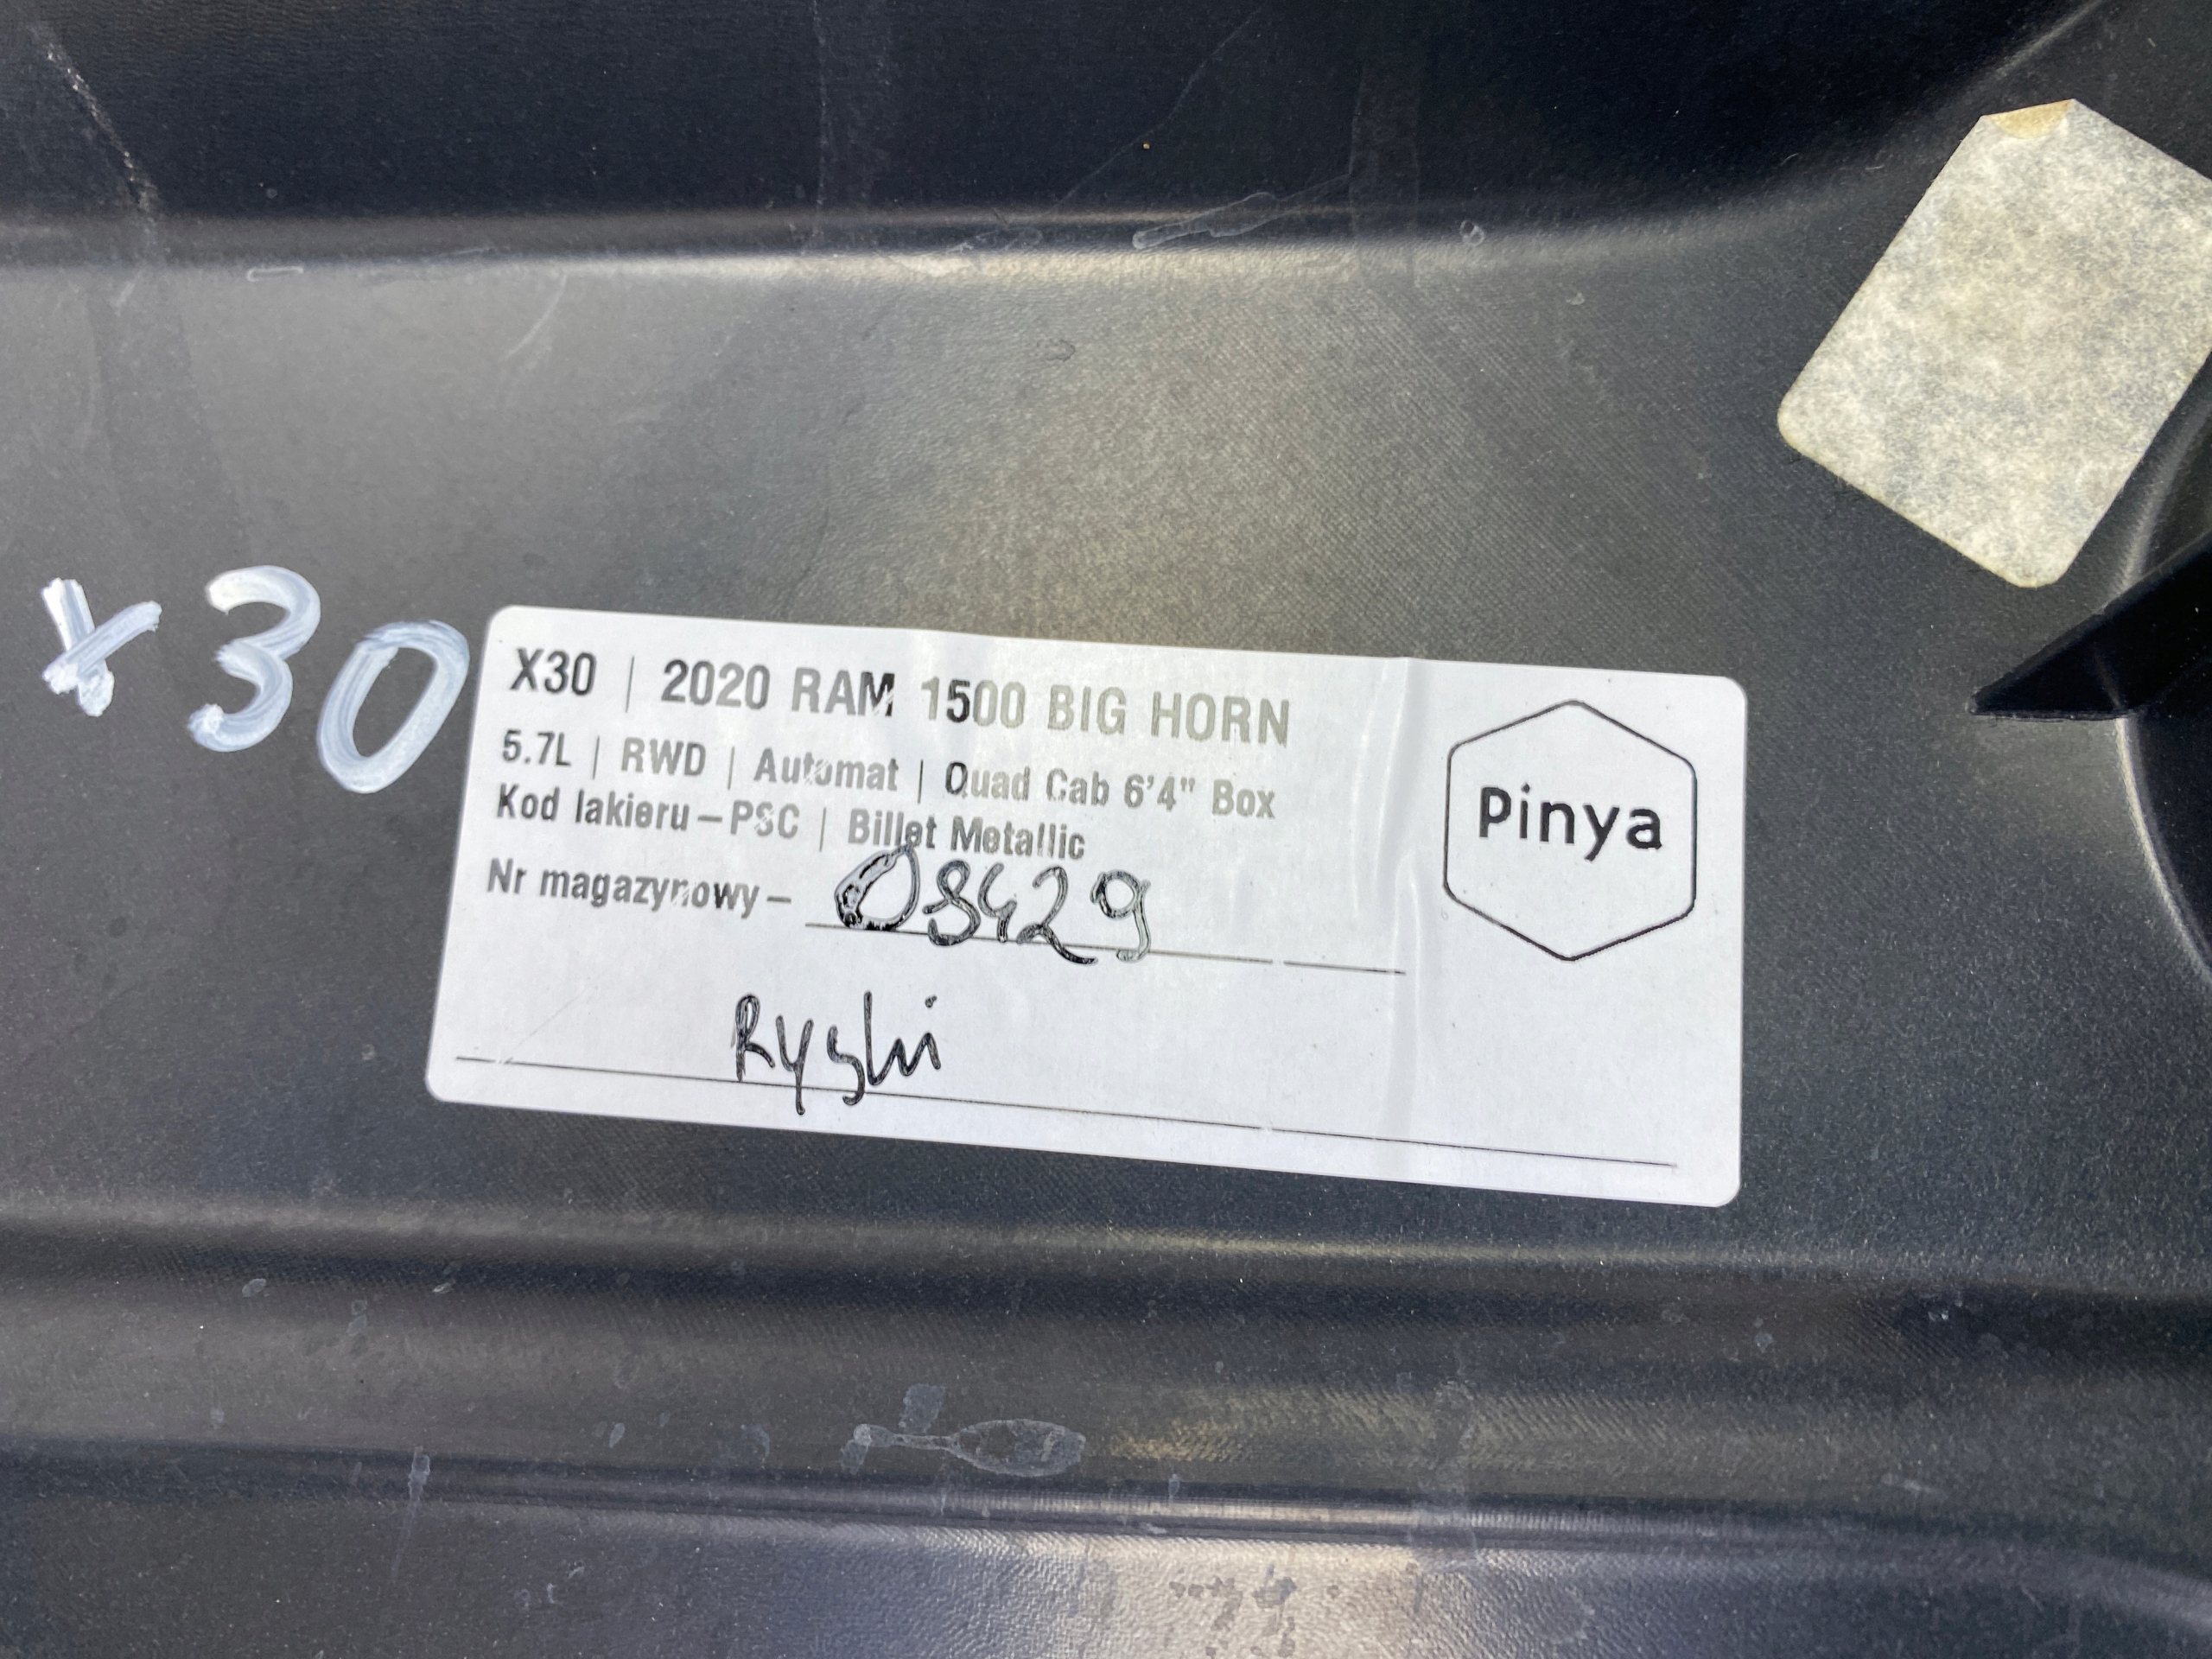 x30
X30 | 2020 RAM 1500 BIG HORN
5.7L | RWD | Automat | Quad Cab 6'4" Box
Kod lakieru – PSC | Billet Metallic
Nr magazynowy – 08429
Ryski
Pinya